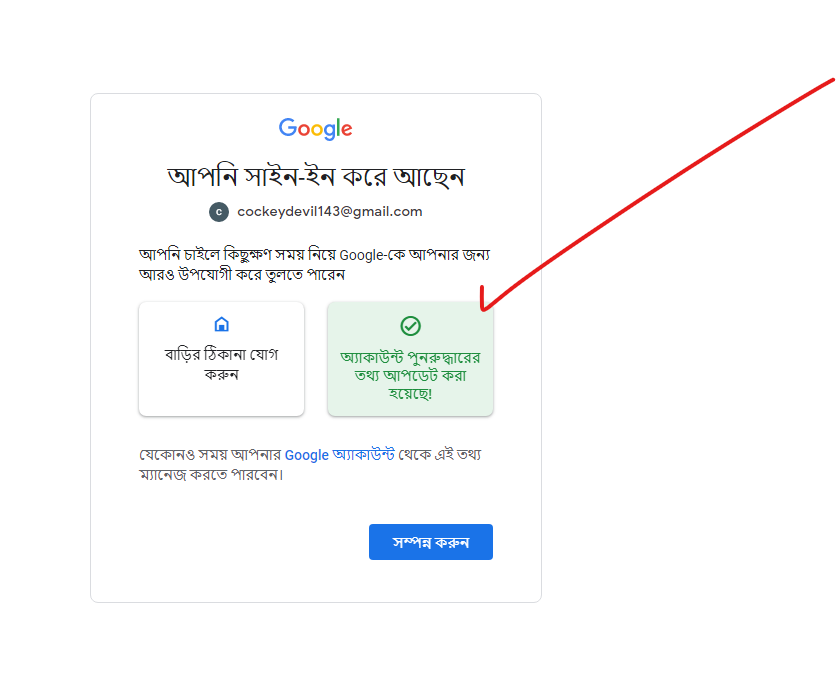 Google
আপনি সাইন-ইন করে আছেন
c cockeydevil143@gmail.com
আপনি চাইলে কিছুক্ষণ সময় নিয়ে Google-কে আপনার জন্য
আরও উপযোগী করে তুলতে পারেন
বাড়ির ঠিকানা যোগ
করুন
অ্যাকাউন্ট পুনরুদ্ধারের
তথ্য আপডেট করা
হয়েছে!
যেকোনও সময় আপনার Google অ্যাকাউন্ট থেকে এই তথ্য
ম্যানেজ করতে পারবেন।
সম্পন্ন করুন